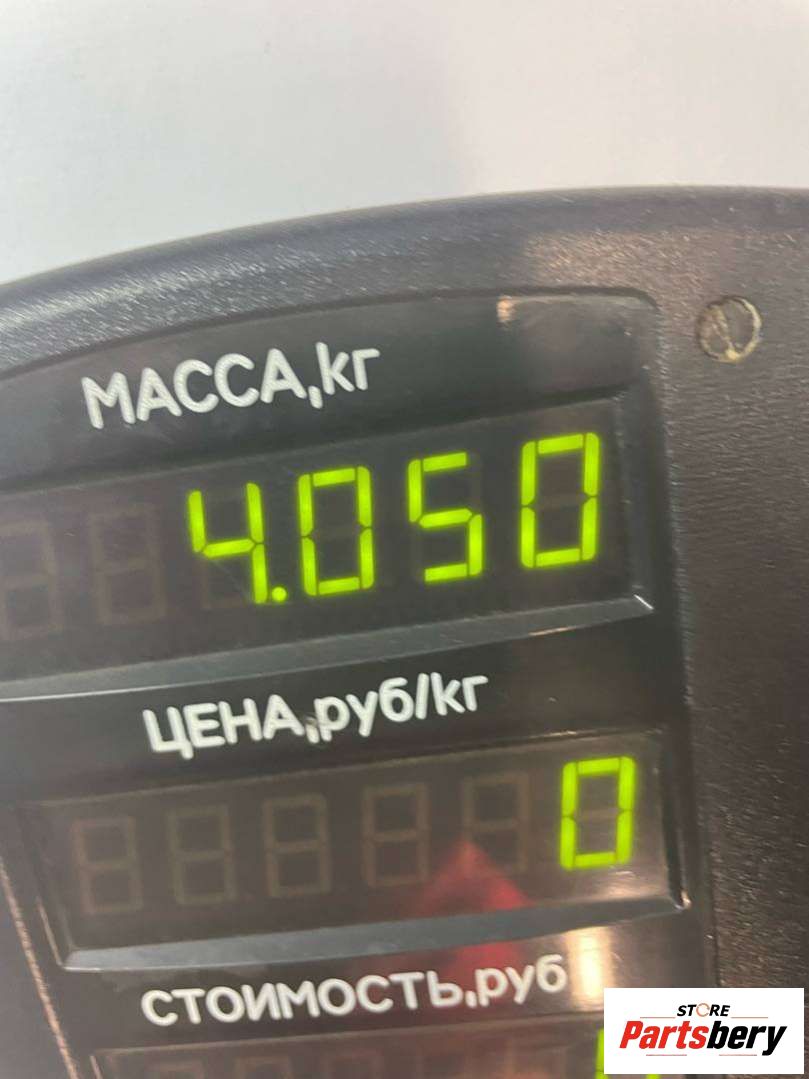 МАССА,кг
4.050
ЦЕНА,руб/кг
0
СТОИМОСТЬ,руб
STORE
Partsbery